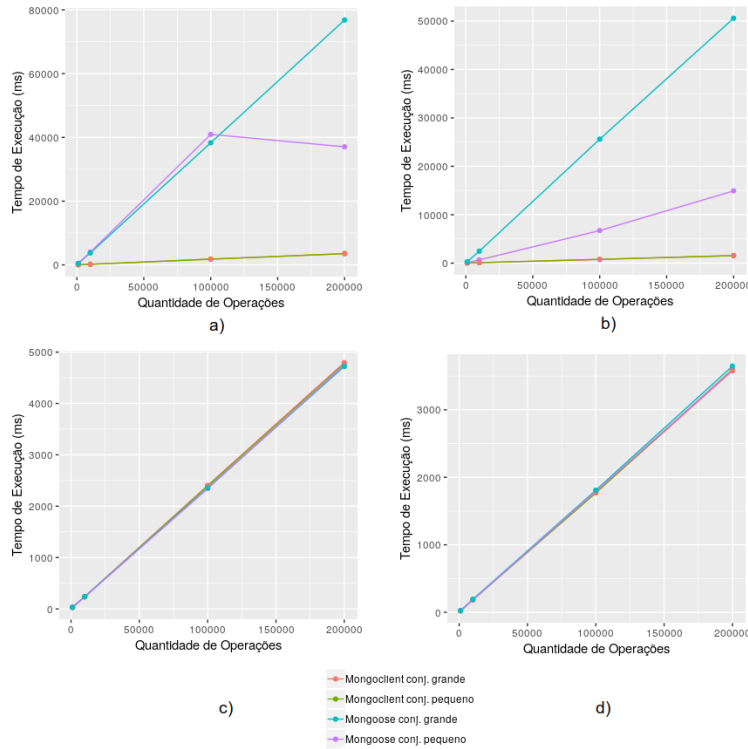 80000
60000
40000
20000
0
Tempo de Execução (ms)
0 50000 100000 150000 200000
Quantidade de Operações
a)
50000
40000
30000
20000
10000
0
Tempo de Execução (ms)
0 50000 100000 150000 200000
Quantidade de Operações
b)
5000
4000
3000
2000
1000
0
Tempo de Execução (ms)
0 50000 100000 150000 200000
Quantidade de Operações
c)
3000
2000
1000
0
Tempo de Execução (ms)
0 50000 100000 150000 200000
Quantidade de Operações
d)
Mongoclient conj. grande
Mongoclient conj. pequeno
Mongoose conj. grande
Mongoose conj. pequeno